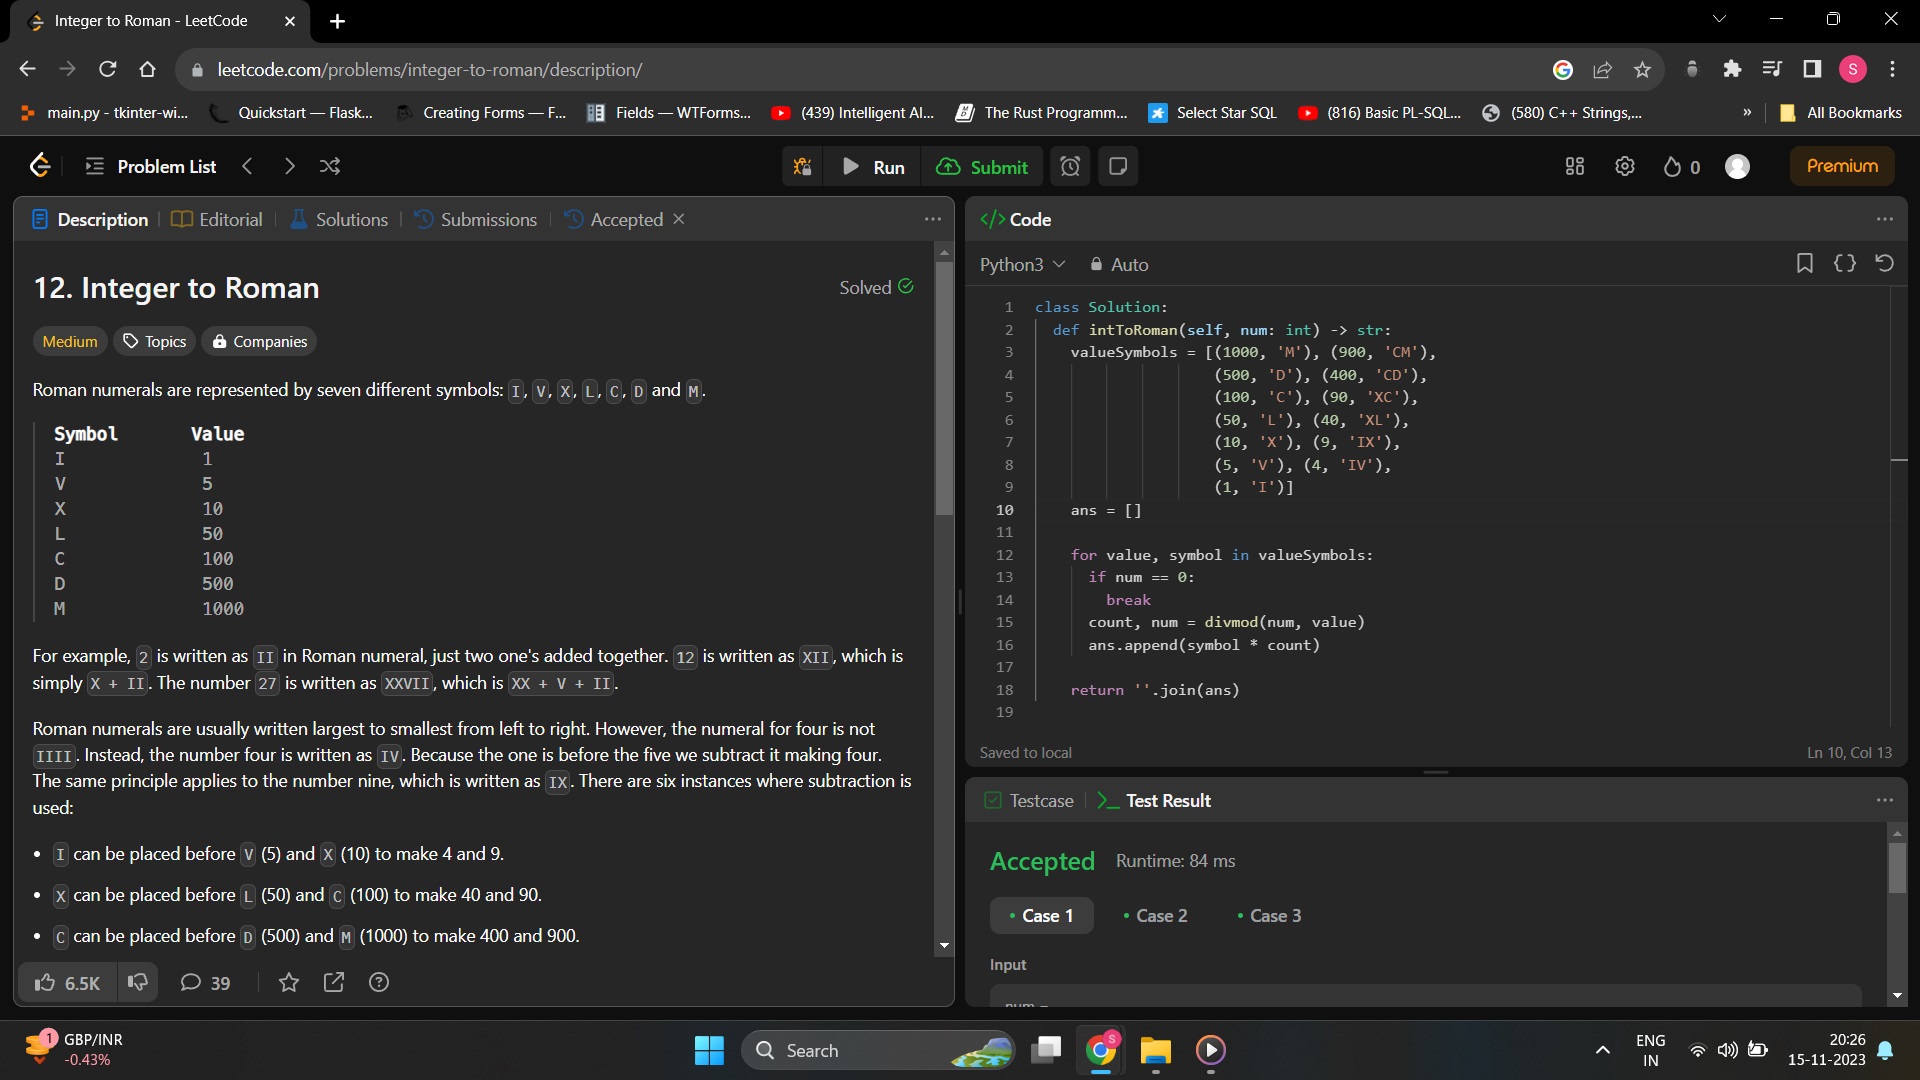 Integer to Roman - LeetCode
leetcode.com/problems/integer-to-roman/description/
S
main.py - tkinter-wi...
Quickstart — Flask...
Creating Forms — F...
Fields — WTForms...
(439) Intelligent Al...
The Rust Programm...
Select Star SQL
(816) Basic PL-SQL...
(580) C++ Strings,...
»
All Bookmarks
Problem List
Run
Submit
0
Premium
Description
Editorial
Solutions
Submissions
Accepted
12. Integer to Roman
Solved
Medium
Topics
Companies
Roman numerals are represented by seven different symbols: I, V, X, L, C, D and M.
Symbol Value
I 1
V 5
X 10
L 50
C 100
D 500
M 1000
For example, 2 is written as II in Roman numeral, just two one's added together. 12 is written as XII, which is
simply X + II. The number 27 is written as XXVII, which is XX + V + II.
Roman numerals are usually written largest to smallest from left to right. However, the numeral for four is not
IIII. Instead, the number four is written as IV. Because the one is before the five we subtract it making four.
The same principle applies to the number nine, which is written as IX. There are six instances where subtraction is
used:
• I can be placed before V (5) and X (10) to make 4 and 9.
• X can be placed before L (50) and C (100) to make 40 and 90.
• C can be placed before D (500) and M (1000) to make 400 and 900.
6.5K
39
</> Code
Python3
Auto
1 class Solution:
2 def intToRoman(self, num: int) -> str:
3 valueSymbols = [(1000, 'M'), (900, 'CM'),
4 (500, 'D'), (400, 'CD'),
5 (100, 'C'), (90, 'XC'),
6 (50, 'L'), (40, 'XL'),
7 (10, 'X'), (9, 'IX'),
8 (5, 'V'), (4, 'IV'),
9 (1, 'I')]
10 ans = []
11
12 for value, symbol in valueSymbols:
13 if num == 0:
14 break
15 count, num = divmod(num, value)
16 ans.append(symbol * count)
17
18 return ''.join(ans)
19
Saved to local
Ln 10, Col 13
Testcase
Test Result
Accepted Runtime: 84 ms
• Case 1
• Case 2
• Case 3
Input
num =
1
GBP/INR
-0.43%
Search
S
ENG
IN
20:26
15-11-2023